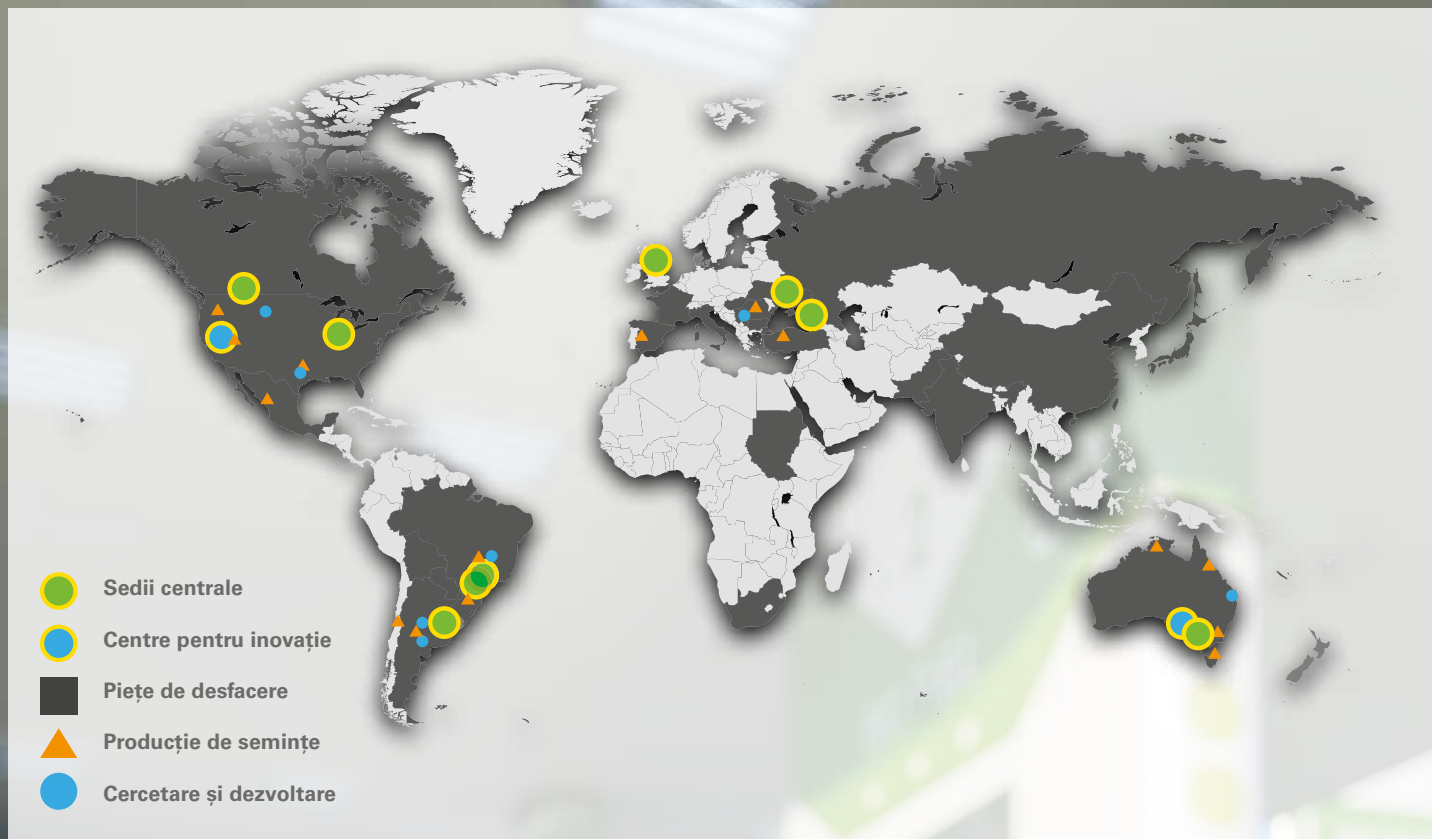 Sedii centrale
Centre pentru inovație
Piețe de desfacere
Producție de semințe
Cercetare și dezvoltare